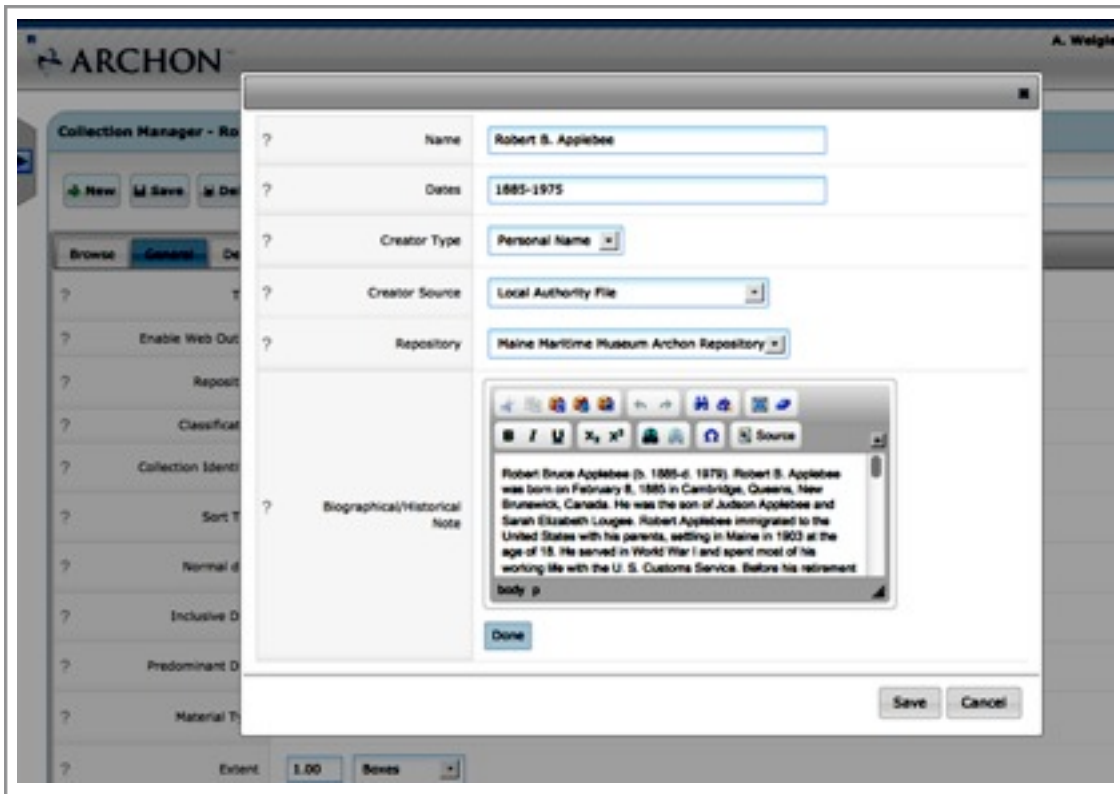 ARCHON™
A. Weigle
Collection Manager - Ro
New Save Del
Browse General De
? T
? Enable Web Out
? Reposit
? Classificat
? Collection Identi
? Sort T
? Normal d
? Inclusive D
? Predominant D
? Material Ty
? Extent 1.00 Boxes
? Name Robert B. Applebee
? Dates 1885-1975
? Creator Type Personal Name
? Creator Source Local Authority File
? Repository Maine Maritime Museum Archon Repository
? Biographical/Historical
Note
B I U X₂ X² Ω Source
Robert Bruce Applebee (b. 1885-d. 1979). Robert B. Applebee
was born on February 8, 1885 in Cambridge, Queens, New
Brunswick, Canada. He was the son of Judson Applebee and
Sarah Elizabeth Lougee. Robert Applebee immigrated to the
United States with his parents, settling in Maine in 1903 at the
age of 18. He served in World War I and spent most of his
working life with the U. S. Customs Service. Before his retirement
body p
Done
Save Cancel